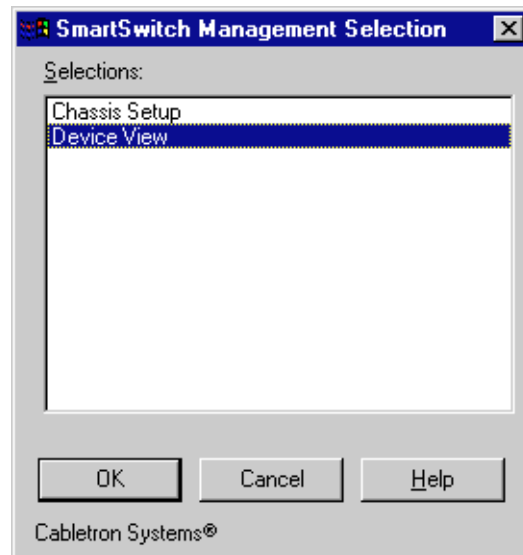 SmartSwitch Management Selection
Selections:
Chassis Setup
Device View
OK Cancel Help
Cabletron Systems®